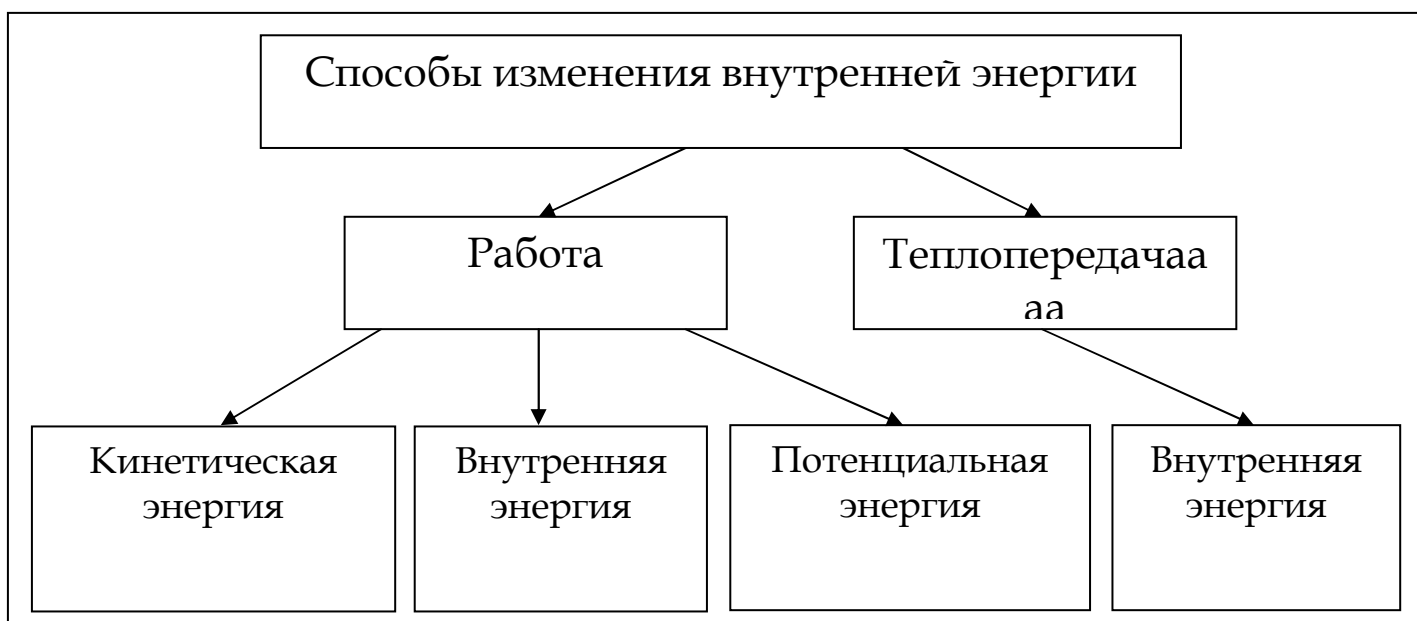 Способы изменения внутренней энергии
Работа
Теплопередачаа
аа
Кинетическая
энергия
Внутренняя
энергия
Потенциальная
энергия
Внутренняя
энергия